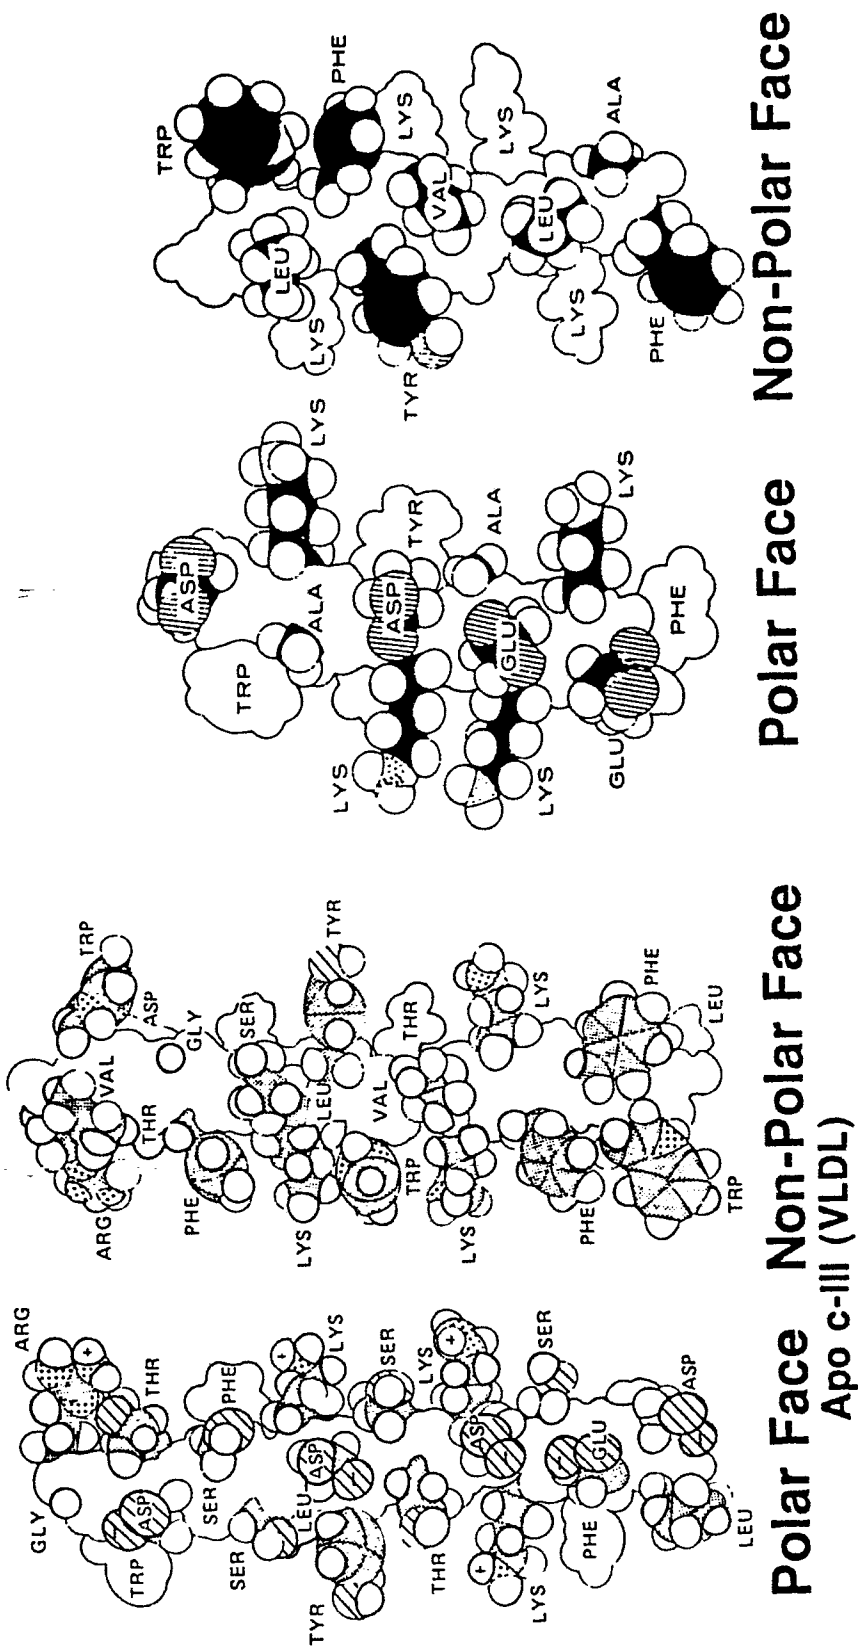 ARG
GLY
THR
ASP
TRP
SER
PHE
SER
LEU
ASP
LYS
TYR
THR
SER
LYS
ASP
LYS
SER
PHE
GLU
LEU
ASP
Polar Face
ARG
VAL
TRP
THR
ASP
GLY
PHE
SER
LYS
LEU
TYR
VAL
TRP
THR
LYS
LYS
PHE
PHE
TRP
LEU
Non-Polar Face
Apo c-III (VLDL)
ASP
TRP
ALA
LYS
LYS
ASP
TYR
ALA
GLU
LYS
LYS
GLU
PHE
Polar Face
TRP
LEU
PHE
LYS
LYS
TYR
VAL
LYS
LEU
LYS
ALA
PHE
Non-Polar Face